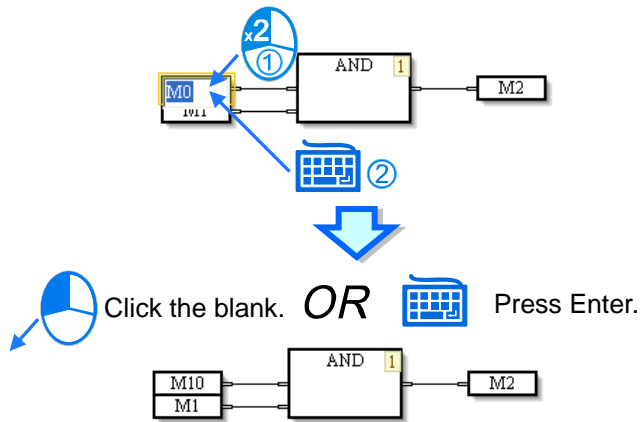 x2
①
AND 1
M0
M2
M1
②
Click the blank. OR Press Enter.
AND 1
M10
M2
M1